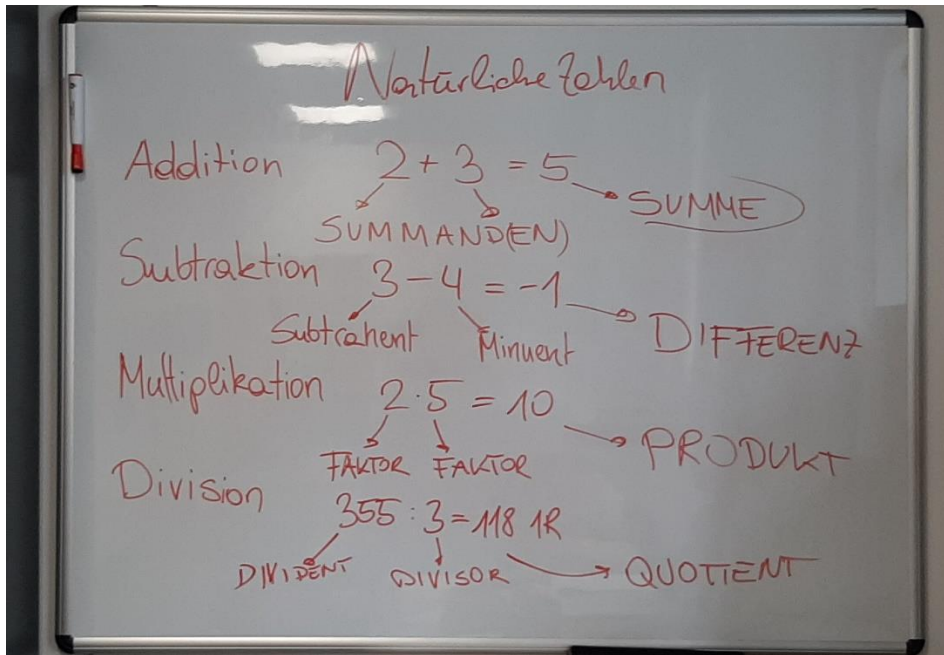 Natürliche Zahlen
Addition 2 + 3 = 5 SUMME
SUMMAND(EN)
Subtraktion 3 - 4 = -1 DIFFERENZ
Subtrahent Minuent
Multiplikation 2 · 5 = 10 PRODUKT
FAKTOR FAKTOR
Division 355 : 3 = 118 1R QUOTIENT
DIVIDENT DIVISOR